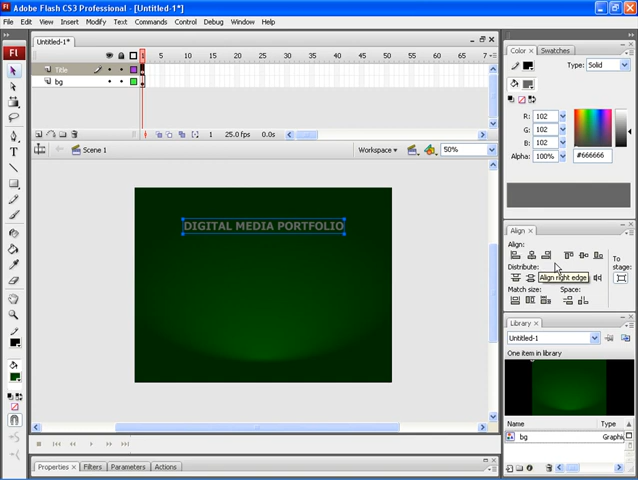 Adobe Flash CS3 Professional - [Untitled-1*]
File Edit View Insert Modify Text Commands Control Debug Window Help
Untitled-1*
Fl
1 5 10 15 20 25 30 35 40 45 50 55 60 65 7
Title
bg
1 25.0 fps 0.0s
Scene 1 Workspace 50%
DIGITAL MEDIA PORTFOLIO
Properties × Filters Parameters Actions
Color × Swatches
Type: Solid
R: 102
G: 102
B: 102
Alpha: 100% #666666
Align ×
Align:
To stage:
Distribute:
Align right edge
Match size: Space:
Library ×
Untitled-1
One item in library
Name Type
bg Graphi